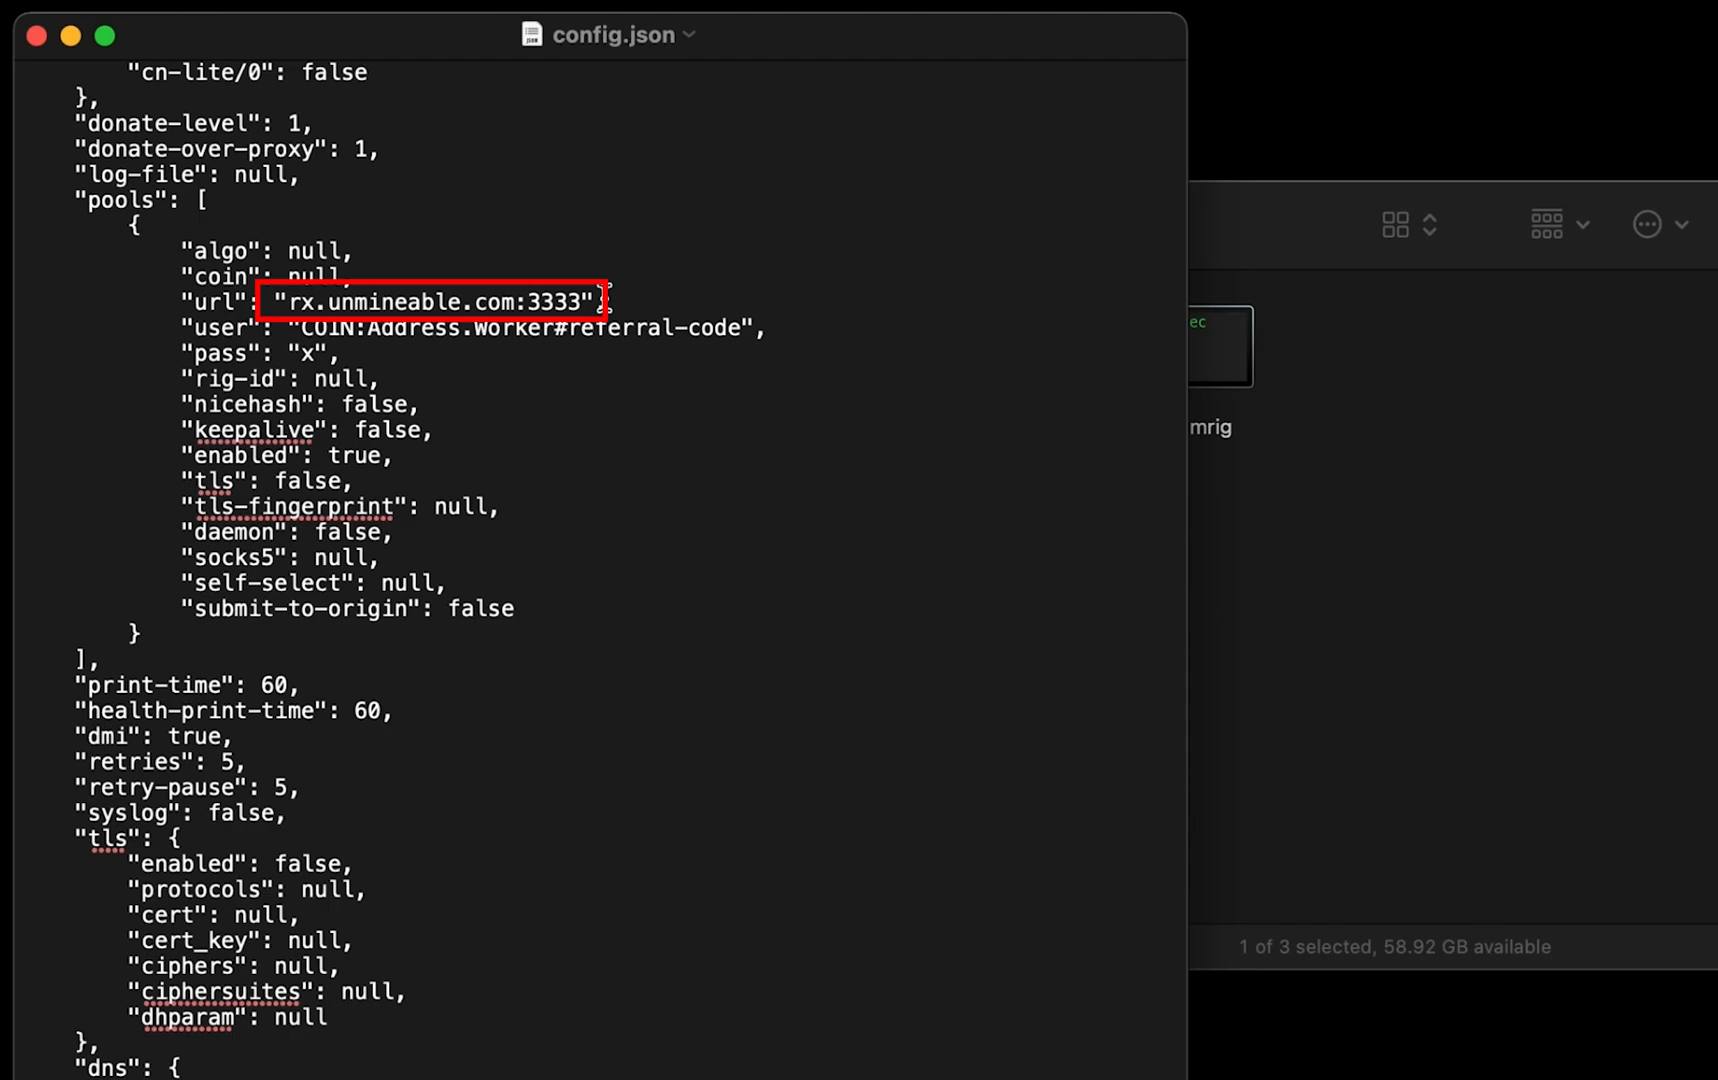 config.json
"cn-lite/0": false
},
"donate-level": 1,
"donate-over-proxy": 1,
"log-file": null,
"pools": [
{
"algo": null,
"coin": null,
"url": "rx.unmineable.com:3333",
"user": "COIN:Address.Worker#referral-code",
"pass": "x",
"rig-id": null,
"nicehash": false,
"keepalive": false,
"enabled": true,
"tls": false,
"tls-fingerprint": null,
"daemon": false,
"socks5": null,
"self-select": null,
"submit-to-origin": false
}
],
"print-time": 60,
"health-print-time": 60,
"dmi": true,
"retries": 5,
"retry-pause": 5,
"syslog": false,
"tls": {
"enabled": false,
"protocols": null,
"cert": null,
"cert_key": null,
"ciphers": null,
"ciphersuites": null,
"dhparam": null
},
"dns": {
ec
mrig
1 of 3 selected, 58.92 GB available